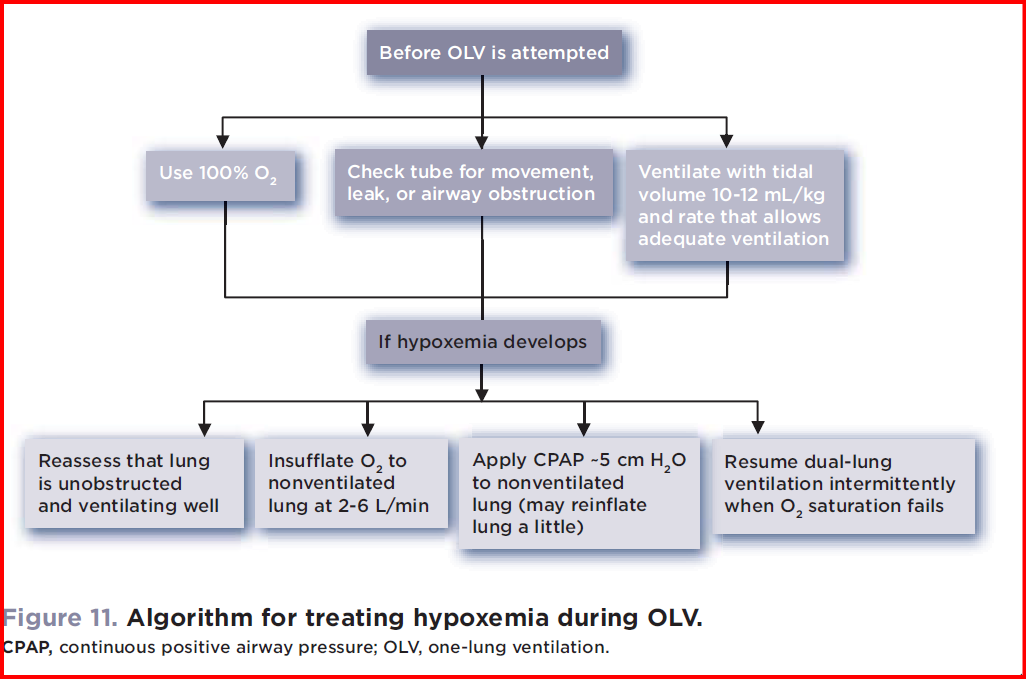 Before OLV is attempted
Use 100% O₂
Check tube for movement,
leak, or airway obstruction
Ventilate with tidal
volume 10-12 mL/kg
and rate that allows
adequate ventilation
If hypoxemia develops
Reassess that lung
is unobstructed
and ventilating well
Insufflate O₂ to
nonventilated
lung at 2-6 L/min
Apply CPAP ~5 cm H₂O
to nonventilated
lung (may reinflate
lung a little)
Resume dual-lung
ventilation intermittently
when O₂ saturation fails
Figure 11. Algorithm for treating hypoxemia during OLV.
CPAP, continuous positive airway pressure; OLV, one-lung ventilation.